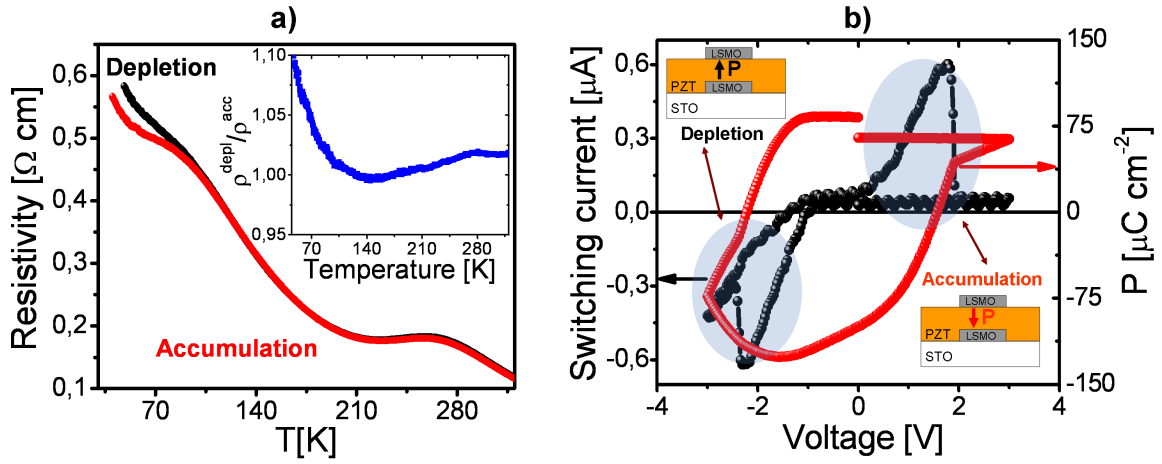 a)
Depletion
Accumulation
Resistivity [Ω cm]
0,6
0,5
0,4
0,3
0,2
0,1
70
140
210
280
T[K]
ρdepl/ρacc
1,10
1,05
1,00
0,95
70
140
210
280
Temperature [K]
b)
Switching current [μA]
0,6
0,3
0,0
-0,3
-0,6
LSMO
P
PZT
LSMO
STO
Depletion
Accumulation
LSMO
P
PZT
LSMO
STO
150
75
0
-75
-150
P [μC cm-2]
-4
-2
0
2
4
Voltage [V]